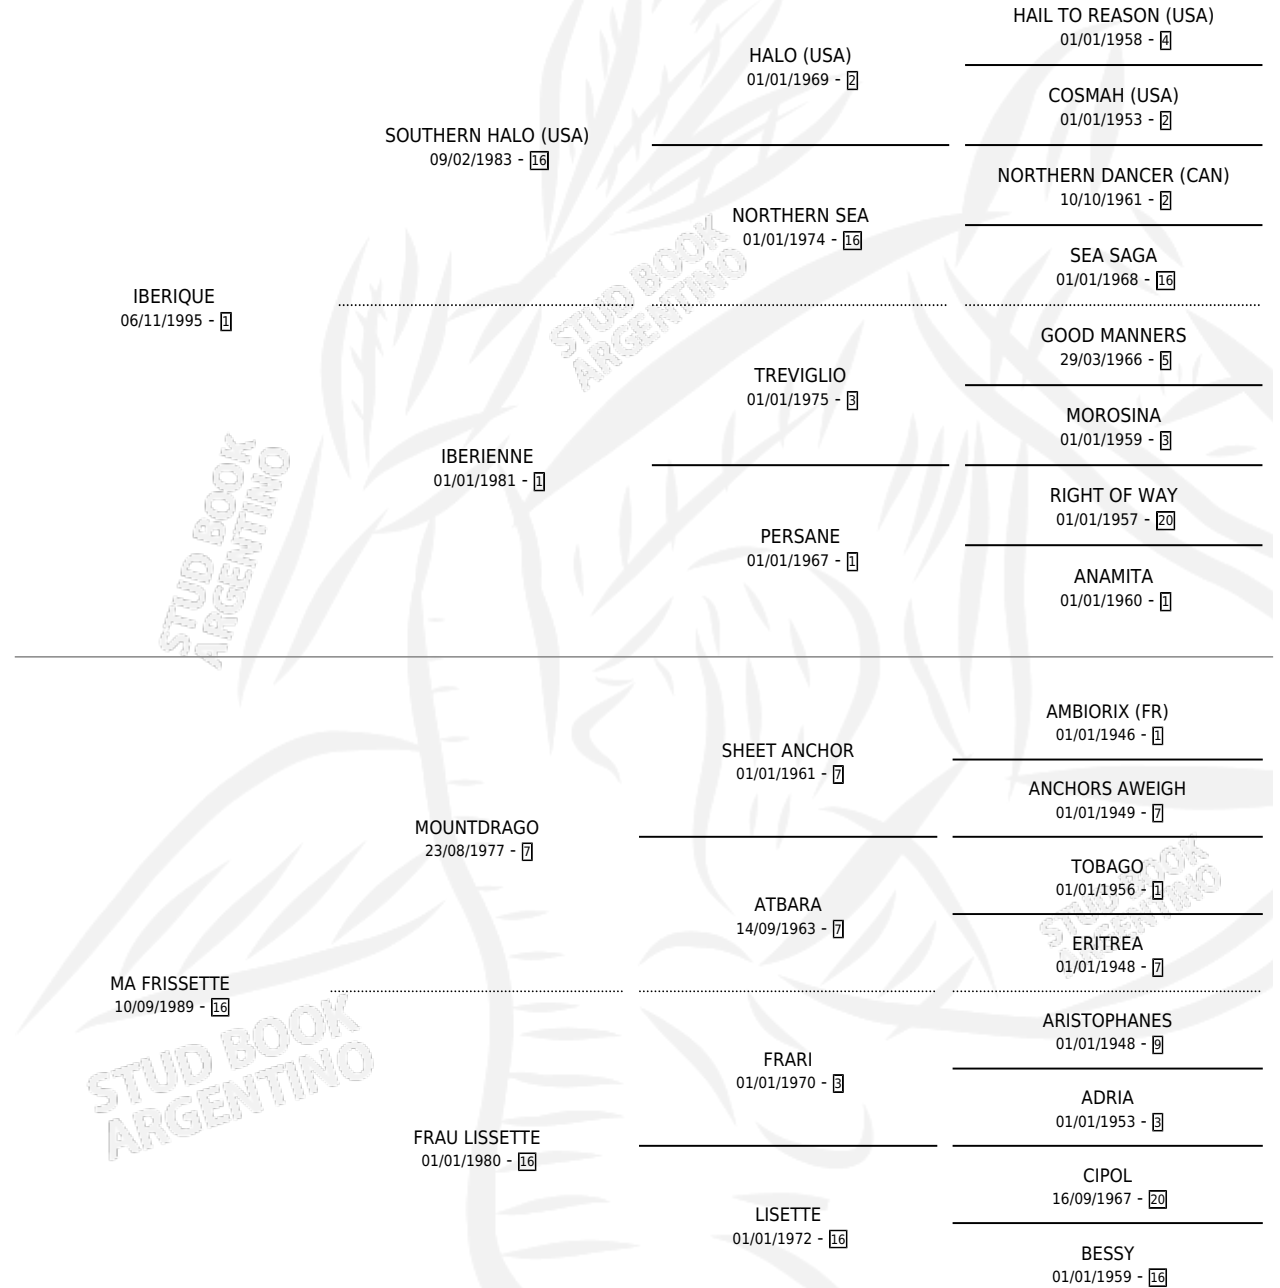 HAIL TO REASON (USA)
01/01/1958 - 4
HALO (USA)
01/01/1969 - 2
COSMAH (USA)
01/01/1953 - 2
SOUTHERN HALO (USA)
09/02/1983 - 16
NORTHERN DANCER (CAN)
10/10/1961 - 2
NORTHERN SEA
01/01/1974 - 16
SEA SAGA
01/01/1968 - 16
IBERIQUE
06/11/1995 - 1
STUD BOOK
ARGENTINO
GOOD MANNERS
29/03/1966 - 5
TREVIGLIO
01/01/1975 - 3
MOROSINA
01/01/1959 - 3
IBERIENNE
01/01/1981 - 1
STUD BOOK
ARGENTINO
RIGHT OF WAY
01/01/1957 - 20
PERSANE
01/01/1967 - 1
ANAMITA
01/01/1960 - 1
AMBIORIX (FR)
01/01/1946 - 1
SHEET ANCHOR
01/01/1961 - 7
ANCHORS AWEIGH
01/01/1949 - 7
MOUNTDRAGO
23/08/1977 - 7
TOBAGO
01/01/1956 - 1
ATBARA
14/09/1963 - 7
STUD BOOK
ARGENTINO
ERITREA
01/01/1948 - 7
MA FRISSETTE
10/09/1989 - 16
STUD BOOK
ARGENTINO
ARISTOPHANES
01/01/1948 - 9
FRARI
01/01/1970 - 3
ADRIA
01/01/1953 - 3
FRAU LISSETTE
01/01/1980 - 16
CIPOL
16/09/1967 - 20
LISETTE
01/01/1972 - 16
BESSY
01/01/1959 - 16